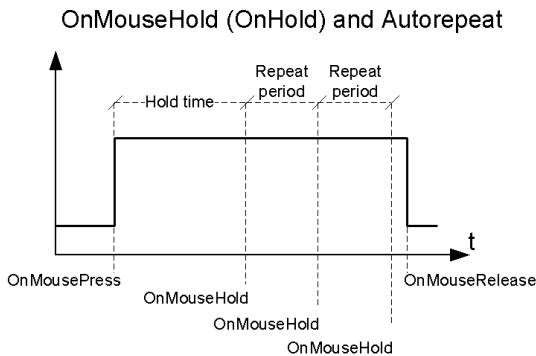 OnMouseHold (OnHold) and Autorepeat
Repeat
period
Repeat
period
Hold time
t
OnMousePress
OnMouseRelease
OnMouseHold
OnMouseHold
OnMouseHold